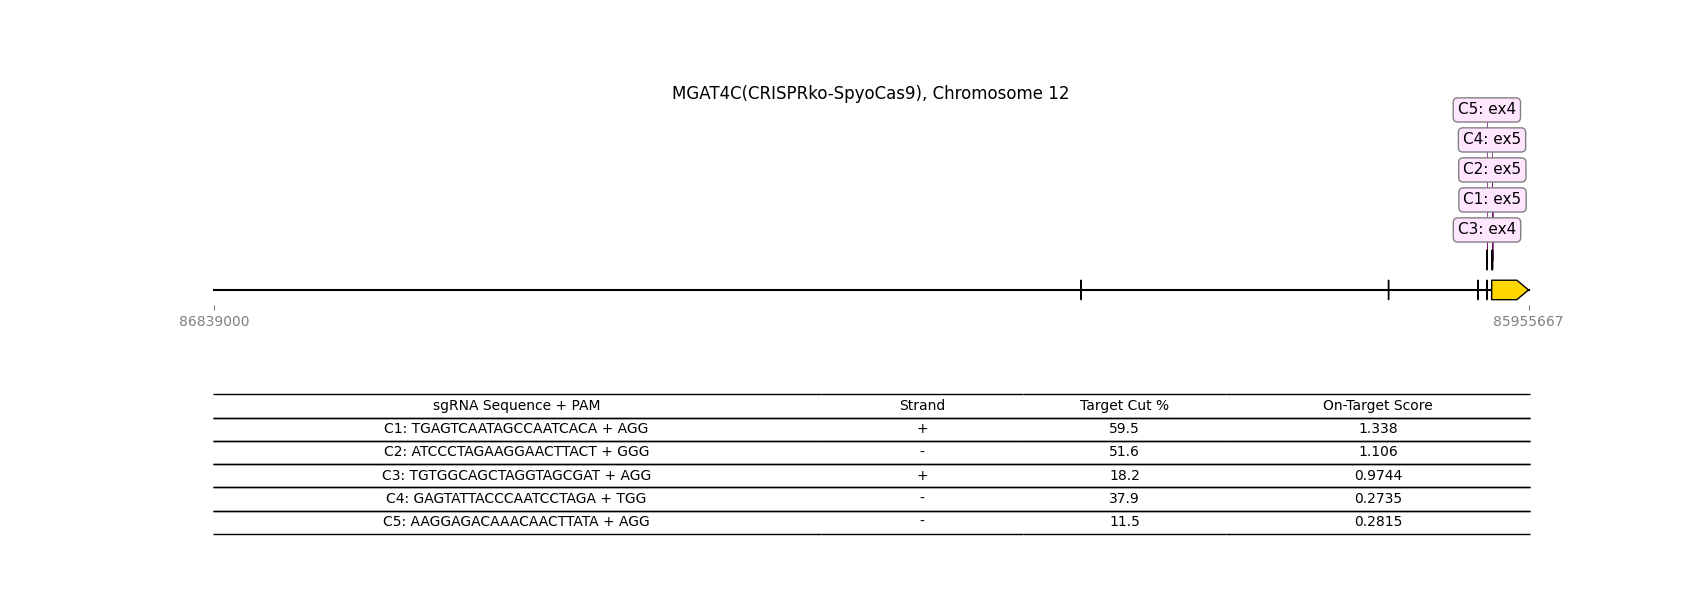 MGAT4C(CRISPRko-SpyoCas9), Chromosome 12
C5: ex4
C4: ex5
C2: ex5
C1: ex5
C3: ex4
86839000 85955667
sgRNA Sequence + PAM Strand Target Cut % On-Target Score
C1: TGAGTCAATAGCCAATCACA + AGG + 59.5 1.338
C2: ATCCCTAGAAGGAACTTACT + GGG - 51.6 1.106
C3: TGTGGCAGCTAGGTAGCGAT + AGG + 18.2 0.9744
C4: GAGTATTACCCAATCCTAGA + TGG - 37.9 0.2735
C5: AAGGAGACAAACAACTTATA + AGG - 11.5 0.2815